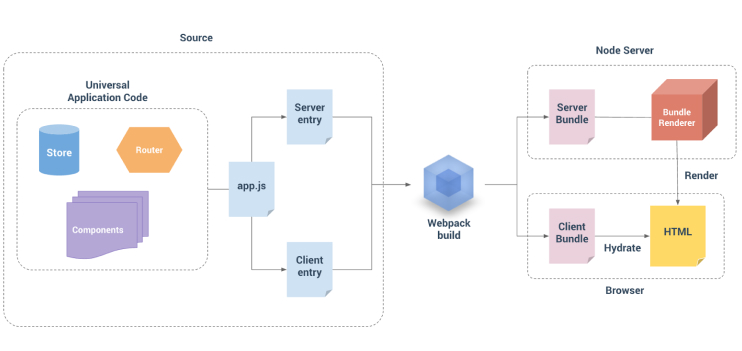 Source
Universal
Application Code
Store
Router
Components
app.js
Server
entry
Client
entry
Webpack
build
Node Server
Server
Bundle
Bundle
Renderer
Render
Client
Bundle
Hydrate
HTML
Browser